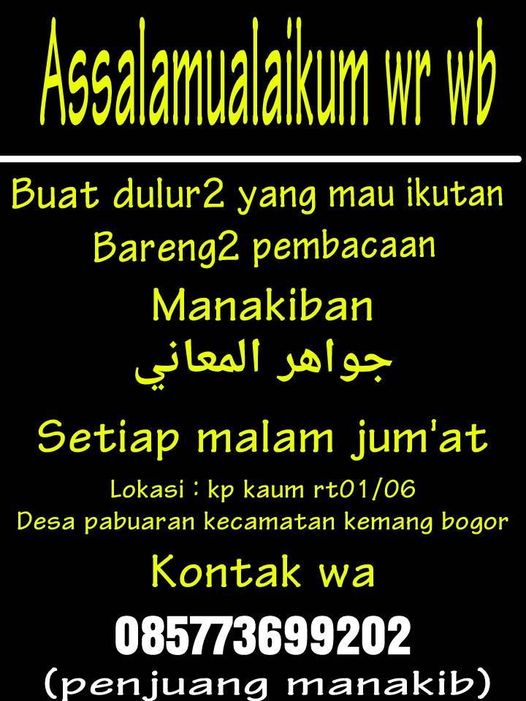 Assalamualaikum wr wb
Buat dulur2 yang mau ikutan
Bareng2 pembacaan
Manakiban
جواهر المعاني
Setiap malam jum'at
Lokasi : kp kaum rt01/06
Desa pabuaran kecamatan kemang bogor
Kontak wa
085773699202
(penjuang manakib)